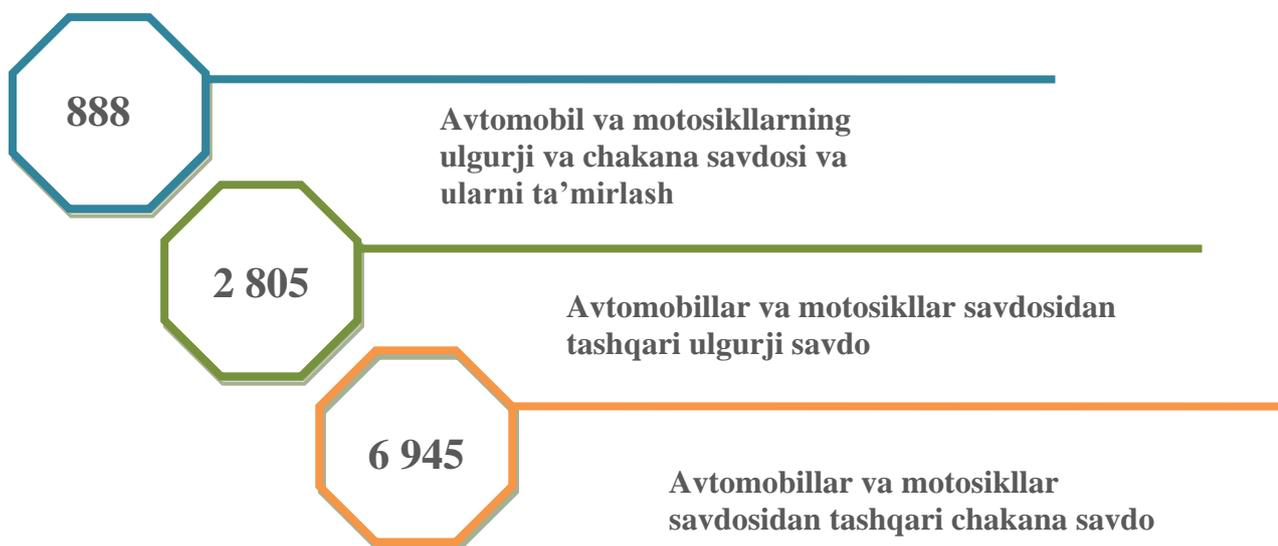 888
Avtomobil va motosikllarning
ulgurji va chakana savdosi va
ularni ta’mirlash
2 805
Avtomobillar va motosikllar savdosidan
tashqari ulgurji savdo
6 945
Avtomobillar va motosikllar
savdosidan tashqari chakana savdo